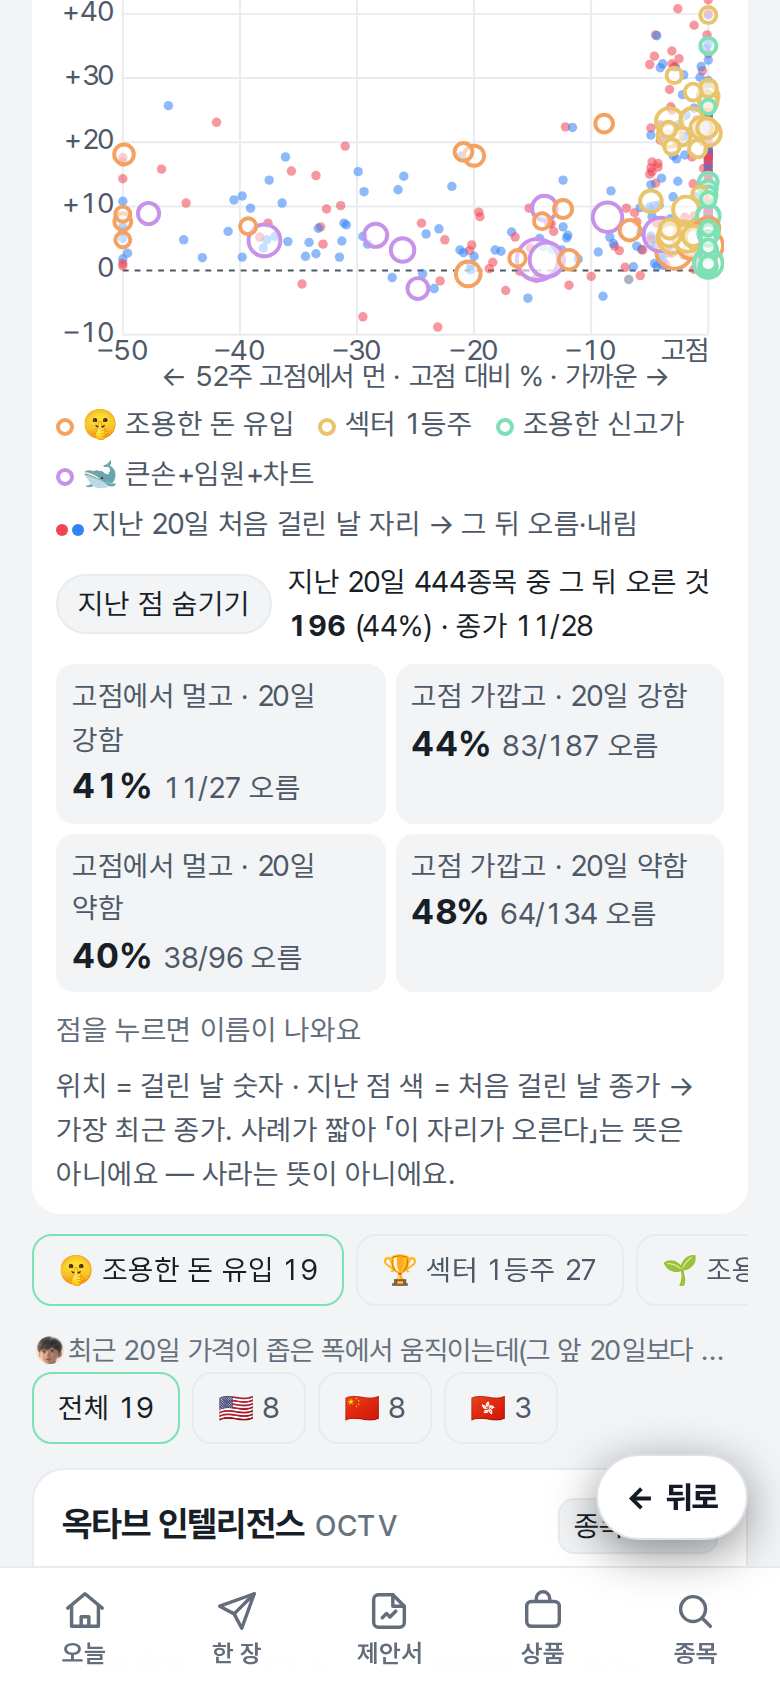 +40
+30
+20
+10
0
−10
−50 −40 −30 −20 −10 고점
← 52주 고점에서 먼 · 고점 대비 % · 가까운 →
조용한 돈 유입 섹터 1등주 조용한 신고가
큰손+임원+차트
지난 20일 처음 걸린 날 자리 → 그 뒤 오름·내림
지난 점 숨기기
지난 20일 444종목 중 그 뒤 오른 것
196 (44%) · 종가 11/28
고점에서 멀고 · 20일
강함
41% 11/27 오름
고점 가깝고 · 20일 강함
44% 83/187 오름
고점에서 멀고 · 20일
약함
40% 38/96 오름
고점 가깝고 · 20일 약함
48% 64/134 오름
점을 누르면 이름이 나와요
위치 = 걸린 날 숫자 · 지난 점 색 = 처음 걸린 날 종가 →
가장 최근 종가. 사례가 짧아 「이 자리가 오른다」는 뜻은
아니에요 — 사라는 뜻이 아니에요.
조용한 돈 유입 19 섹터 1등주 27 조용
최근 20일 가격이 좁은 폭에서 움직이는데(그 앞 20일보다 ...
전체 19 8 8 3
옥타브 인텔리전스 OCTV
← 뒤로
오늘 한 장 제안서 상품 종목